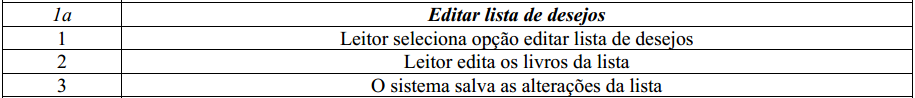 1a Editar lista de desejos
1 Leitor seleciona opção editar lista de desejos
2 Leitor edita os livros da lista
3 O sistema salva as alterações da lista